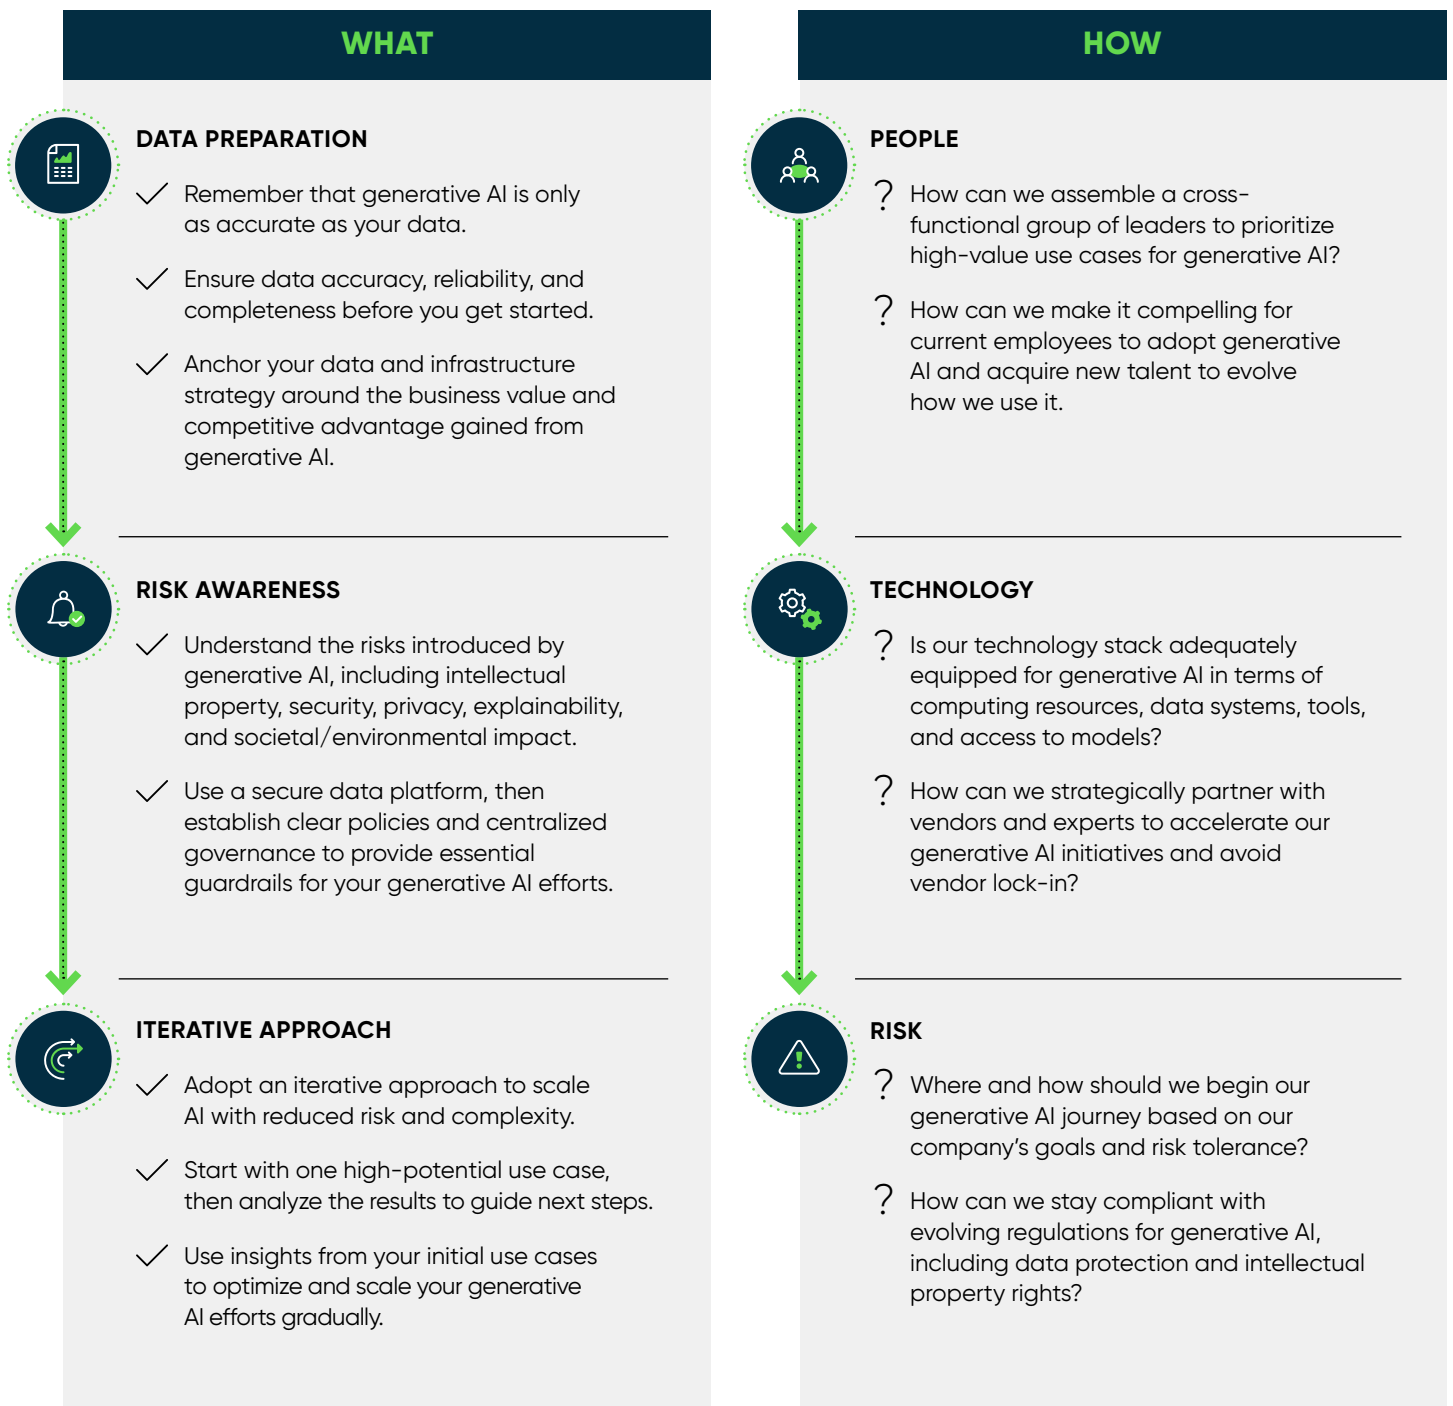 WHAT
DATA PREPARATION
Remember that generative AI is only
as accurate as your data.
Ensure data accuracy, reliability, and
completeness before you get started.
Anchor your data and infrastructure
strategy around the business value and
competitive advantage gained from
generative AI.
RISK AWARENESS
Understand the risks introduced by
generative AI, including intellectual
property, security, privacy, explainability,
and societal/environmental impact.
Use a secure data platform, then
establish clear policies and centralized
governance to provide essential
guardrails for your generative AI efforts.
ITERATIVE APPROACH
Adopt an iterative approach to scale
AI with reduced risk and complexity.
Start with one high-potential use case,
then analyze the results to guide next steps.
Use insights from your initial use cases
to optimize and scale your generative
AI efforts gradually.
HOW
PEOPLE
? How can we assemble a cross-
functional group of leaders to prioritize
high-value use cases for generative AI?
? How can we make it compelling for
current employees to adopt generative
AI and acquire new talent to evolve
how we use it.
TECHNOLOGY
? Is our technology stack adequately
equipped for generative AI in terms of
computing resources, data systems, tools,
and access to models?
? How can we strategically partner with
vendors and experts to accelerate our
generative AI initiatives and avoid
vendor lock-in?
RISK
? Where and how should we begin our
generative AI journey based on our
company's goals and risk tolerance?
? How can we stay compliant with
evolving regulations for generative AI,
including data protection and intellectual
property rights?